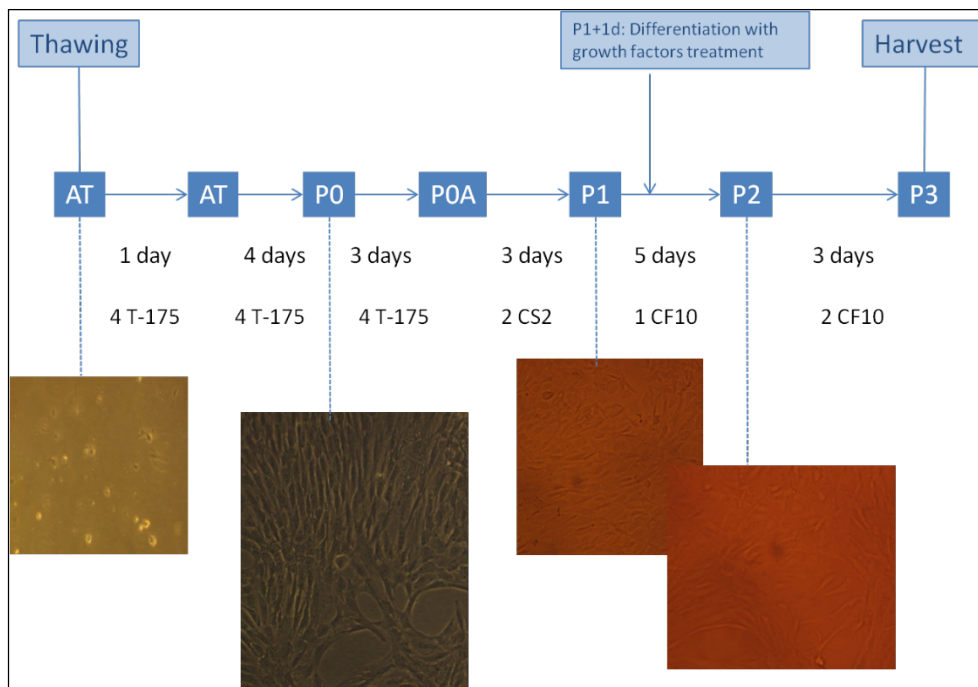 Thawing
P1+1d: Differentiation with
growth factors treatment
Harvest
AT
AT
P0
P0A
P1
P2
P3
1 day
4 days
3 days
3 days
5 days
3 days
4 T-175
4 T-175
4 T-175
2 CS2
1 CF10
2 CF10